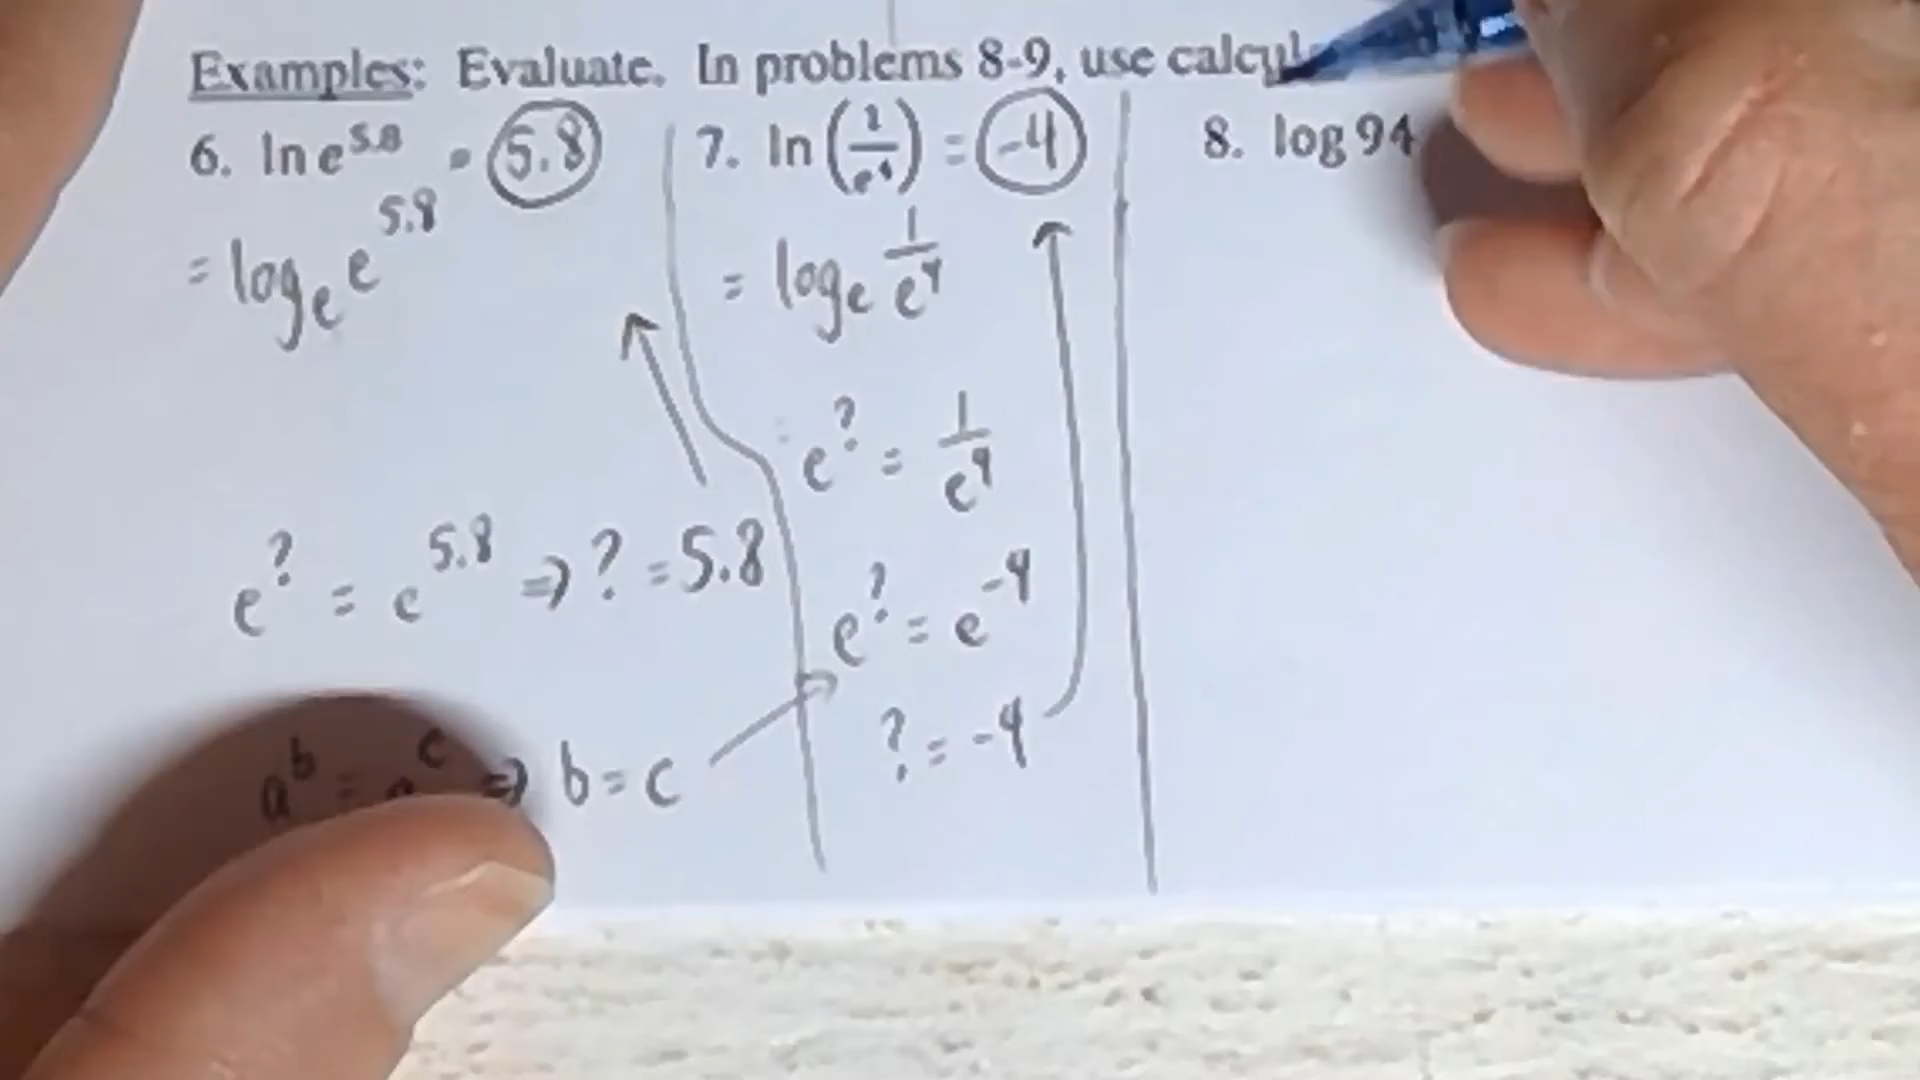 Examples: Evaluate. In problems 8-9, use
6. ln e^5.8 = 5.8
= log_e e^5.8
e^? = e^5.8 ⇒ ? = 5.8
a^b = a^c ⇒ b = c
7. ln(1/e^4) = -4
= log_e 1/e^4
e^? = 1/e^4
e^? = e^-4
? = -4
8. log 94